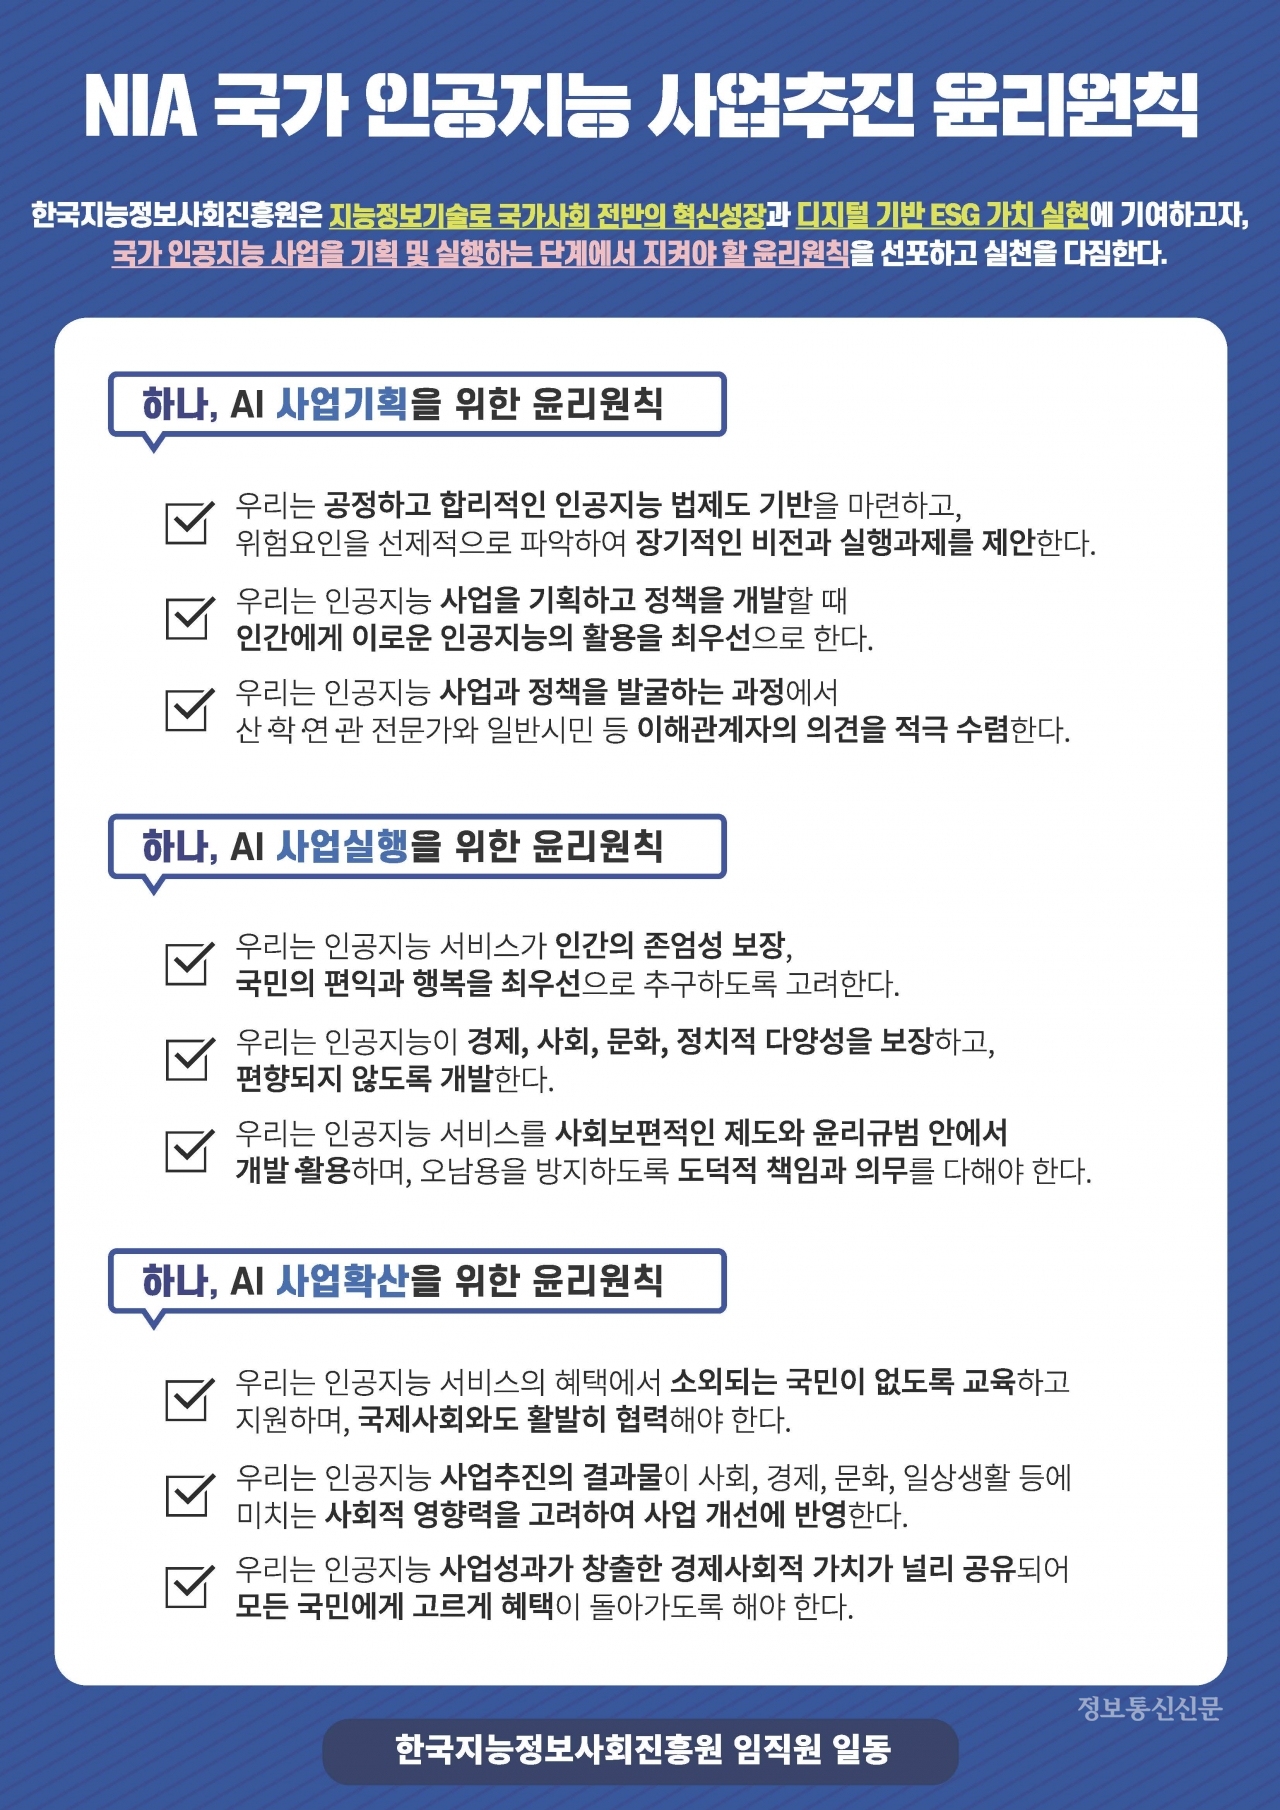 NIA 국가 인공지능 사업추진 윤리원칙
한국지능정보사회진흥원은 지능정보기술로 국가사회 전반의 혁신성장과 디지털 기반 ESG 가치 실현에 기여하고자,
국가 인공지능 사업을 기획 및 실행하는 단계에서 지켜야 할 윤리원칙을 선포하고 실천을 다짐한다.
하나, AI 사업기획을 위한 윤리원칙
우리는 공정하고 합리적인 인공지능 법제도 기반을 마련하고,
위험요인을 선제적으로 파악하여 장기적인 비전과 실행과제를 제안한다.
우리는 인공지능 사업을 기획하고 정책을 개발할 때
인간에게 이로운 인공지능의 활용을 최우선으로 한다.
우리는 인공지능 사업과 정책을 발굴하는 과정에서
산·학·연·관 전문가와 일반시민 등 이해관계자의 의견을 적극 수렴한다.
하나, AI 사업실행을 위한 윤리원칙
우리는 인공지능 서비스가 인간의 존엄성 보장,
국민의 편익과 행복을 최우선으로 추구하도록 고려한다.
우리는 인공지능이 경제, 사회, 문화, 정치적 다양성을 보장하고,
편향되지 않도록 개발한다.
우리는 인공지능 서비스를 사회보편적인 제도와 윤리규범 안에서
개발·활용하며, 오남용을 방지하도록 도덕적 책임과 의무를 다해야 한다.
하나, AI 사업확산을 위한 윤리원칙
우리는 인공지능 서비스의 혜택에서 소외되는 국민이 없도록 교육하고
지원하며, 국제사회와도 활발히 협력해야 한다.
우리는 인공지능 사업추진의 결과물이 사회, 경제, 문화, 일상생활 등에
미치는 사회적 영향력을 고려하여 사업 개선에 반영한다.
우리는 인공지능 사업성과가 창출한 경제사회적 가치가 널리 공유되어
모든 국민에게 고르게 혜택이 돌아가도록 해야 한다.
정보통신신문
한국지능정보사회진흥원 임직원 일동